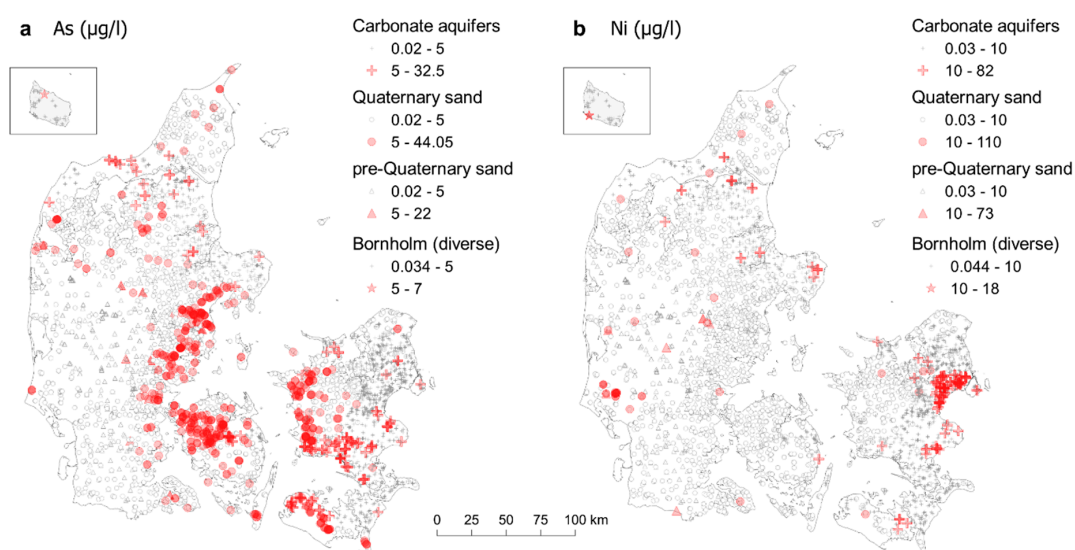 a As (µg/l)
Carbonate aquifers
0.02 - 5
5 - 32.5
Quaternary sand
0.02 - 5
5 - 44.05
pre-Quaternary sand
0.02 - 5
5 - 22
Bornholm (diverse)
0.034 - 5
5 - 7
0 25 50 75 100 km
b Ni (µg/l)
Carbonate aquifers
0.03 - 10
10 - 82
Quaternary sand
0.03 - 10
10 - 110
pre-Quaternary sand
0.03 - 10
10 - 73
Bornholm (diverse)
0.044 - 10
10 - 18